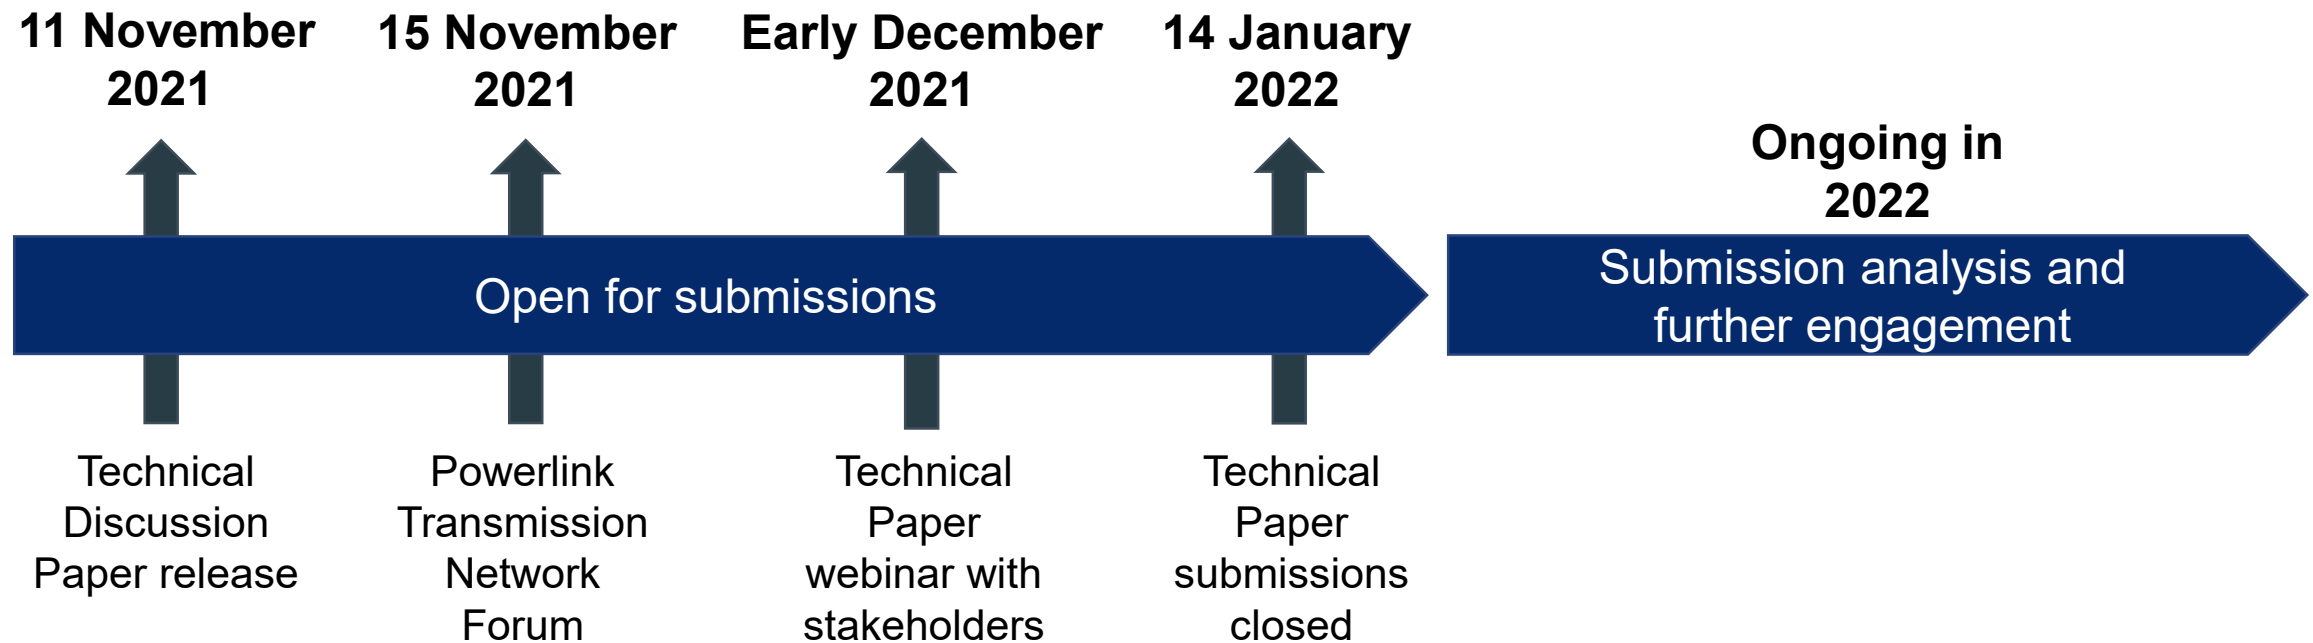 11 November
2021
15 November
2021
Early December
2021
14 January
2022
Ongoing in
2022
Open for submissions
Submission analysis and
further engagement
Technical
Discussion
Paper release
Powerlink
Transmission
Network
Forum
Technical
Paper
webinar with
stakeholders
Technical
Paper
submissions
closed